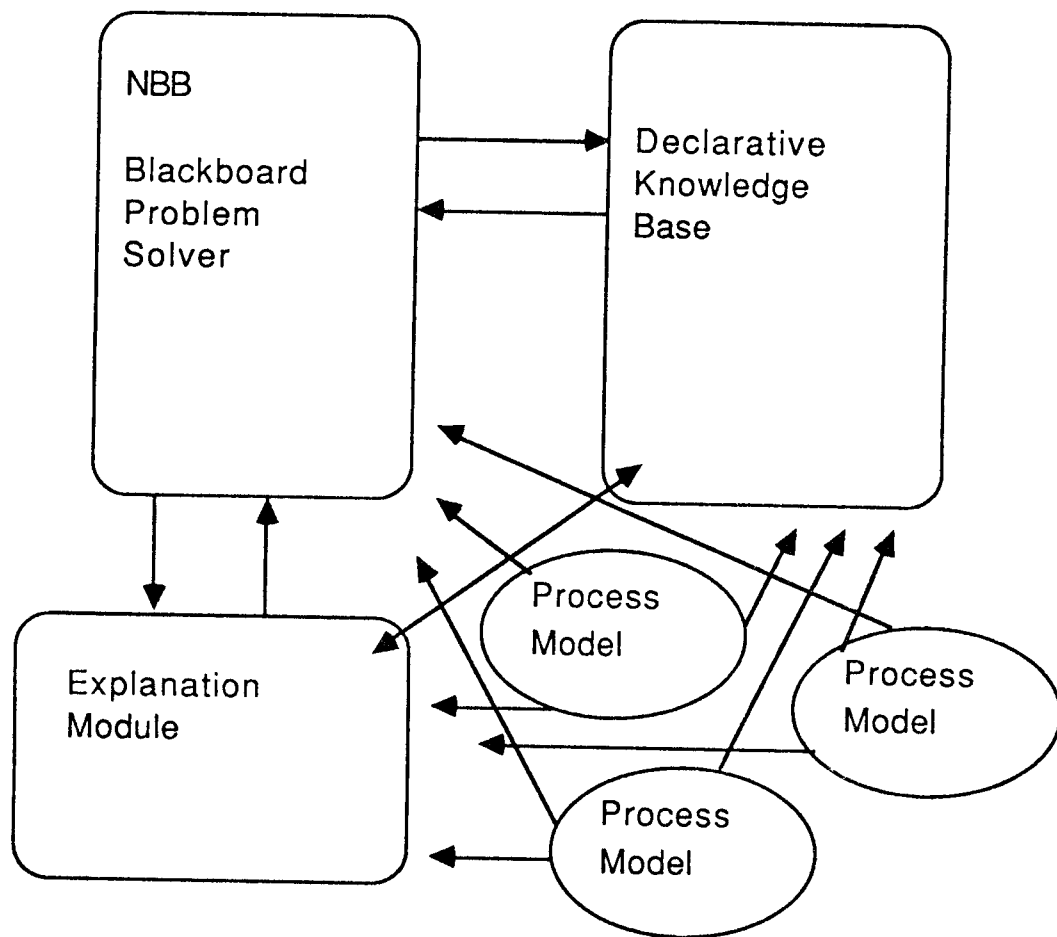 NBB
Blackboard
Problem
Solver
Declarative
Knowledge
Base
Explanation
Module
Process
Model
Process
Model
Process
Model